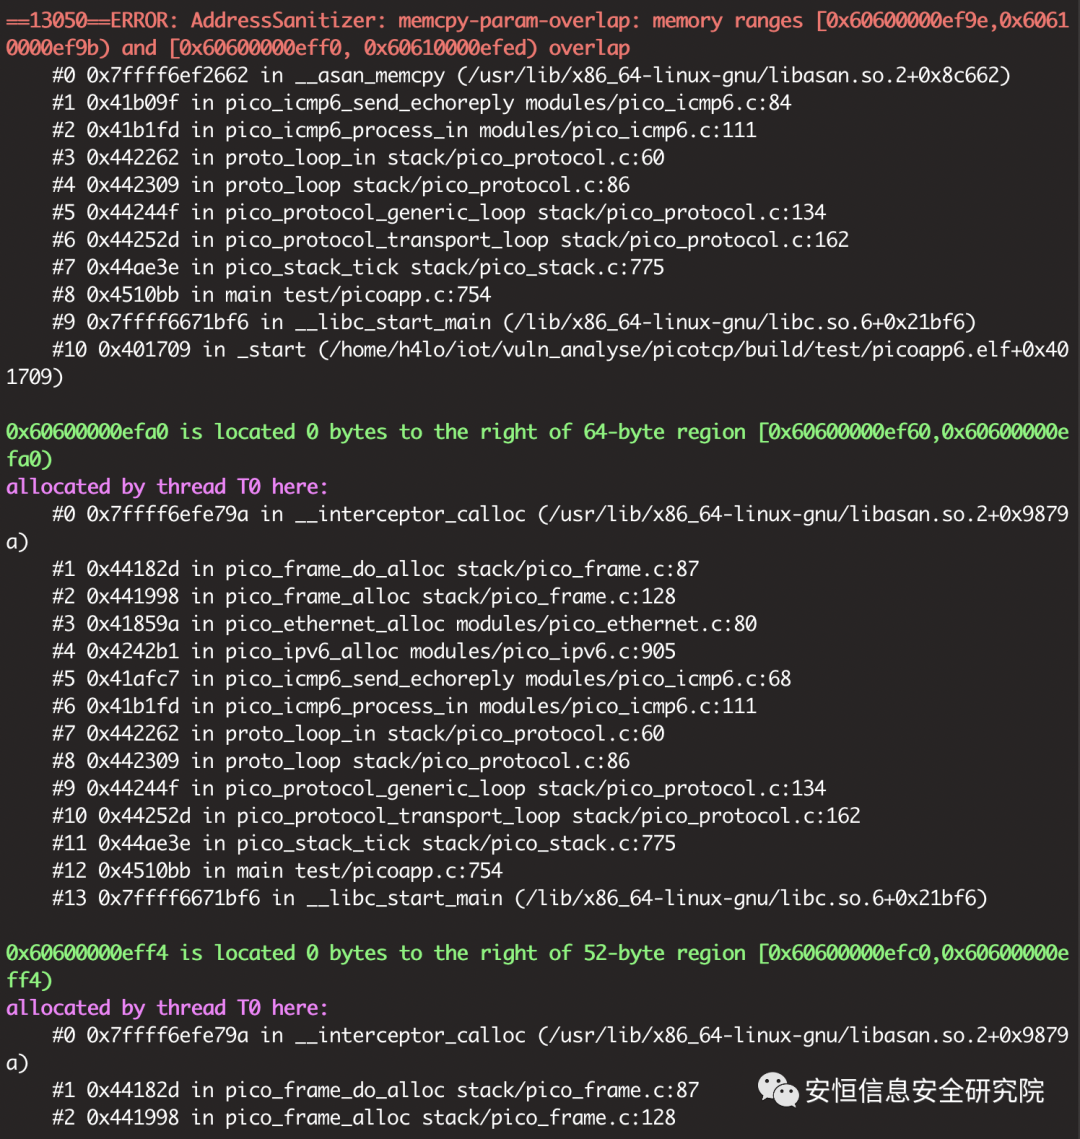 ==13050==ERROR: AddressSanitizer: memcpy-param-overlap: memory ranges [0x60600000ef9e,0x6061
0000ef9b) and [0x60600000eff0, 0x60610000efed) overlap
    #0 0x7ffff6ef2662 in __asan_memcpy (/usr/lib/x86_64-linux-gnu/libasan.so.2+0x8c662)
    #1 0x41b09f in pico_icmp6_send_echoreply modules/pico_icmp6.c:84
    #2 0x41b1fd in pico_icmp6_process_in modules/pico_icmp6.c:111
    #3 0x442262 in proto_loop_in stack/pico_protocol.c:60
    #4 0x442309 in proto_loop stack/pico_protocol.c:86
    #5 0x44244f in pico_protocol_generic_loop stack/pico_protocol.c:134
    #6 0x44252d in pico_protocol_transport_loop stack/pico_protocol.c:162
    #7 0x44ae3e in pico_stack_tick stack/pico_stack.c:775
    #8 0x4510bb in main test/picoapp.c:754
    #9 0x7ffff6671bf6 in __libc_start_main (/lib/x86_64-linux-gnu/libc.so.6+0x21bf6)
    #10 0x401709 in _start (/home/h4lo/iot/vuln_analyse/picotcp/build/test/picoapp6.elf+0x40
1709)
0x60600000efa0 is located 0 bytes to the right of 64-byte region [0x60600000ef60,0x60600000e
fa0)
allocated by thread T0 here:
    #0 0x7ffff6efe79a in __interceptor_calloc (/usr/lib/x86_64-linux-gnu/libasan.so.2+0x9879
a)
    #1 0x44182d in pico_frame_do_alloc stack/pico_frame.c:87
    #2 0x441998 in pico_frame_alloc stack/pico_frame.c:128
    #3 0x41859a in pico_ethernet_alloc modules/pico_ethernet.c:80
    #4 0x4242b1 in pico_ipv6_alloc modules/pico_ipv6.c:905
    #5 0x41afc7 in pico_icmp6_send_echoreply modules/pico_icmp6.c:68
    #6 0x41b1fd in pico_icmp6_process_in modules/pico_icmp6.c:111
    #7 0x442262 in proto_loop_in stack/pico_protocol.c:60
    #8 0x442309 in proto_loop stack/pico_protocol.c:86
    #9 0x44244f in pico_protocol_generic_loop stack/pico_protocol.c:134
    #10 0x44252d in pico_protocol_transport_loop stack/pico_protocol.c:162
    #11 0x44ae3e in pico_stack_tick stack/pico_stack.c:775
    #12 0x4510bb in main test/picoapp.c:754
    #13 0x7ffff6671bf6 in __libc_start_main (/lib/x86_64-linux-gnu/libc.so.6+0x21bf6)
0x60600000eff4 is located 0 bytes to the right of 52-byte region [0x60600000efc0,0x60600000e
ff4)
allocated by thread T0 here:
    #0 0x7ffff6efe79a in __interceptor_calloc (/usr/lib/x86_64-linux-gnu/libasan.so.2+0x9879
a)
    #1 0x44182d in pico_frame_do_alloc stack/pico_frame.c:87
    #2 0x441998 in pico_frame_alloc stack/pico_frame.c:128
安恒信息安全研究院